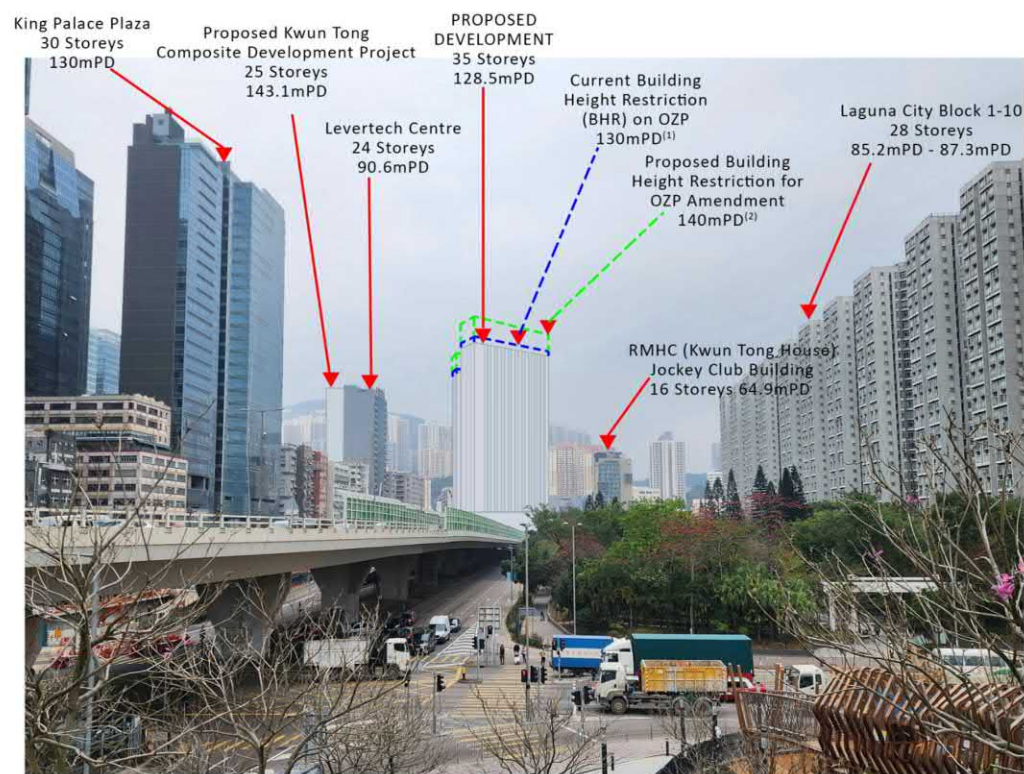 King Palace Plaza
30 Storeys
130mPD
Proposed Kwun Tong
Composite Development Project
25 Storeys
143.1mPD
Levertech Centre
24 Storeys
90.6mPD
PROPOSED
DEVELOPMENT
35 Storeys
128.5mPD
Current Building
Height Restriction
(BHR) on OZP
130mPD(1)
Proposed Building
Height Restriction for
OZP Amendment
140mPD(2)
Laguna City Block 1-10
28 Storeys
85.2mPD - 87.3mPD
RMHC (Kwun Tong House)
Jockey Club Building
16 Storeys 64.9mPD